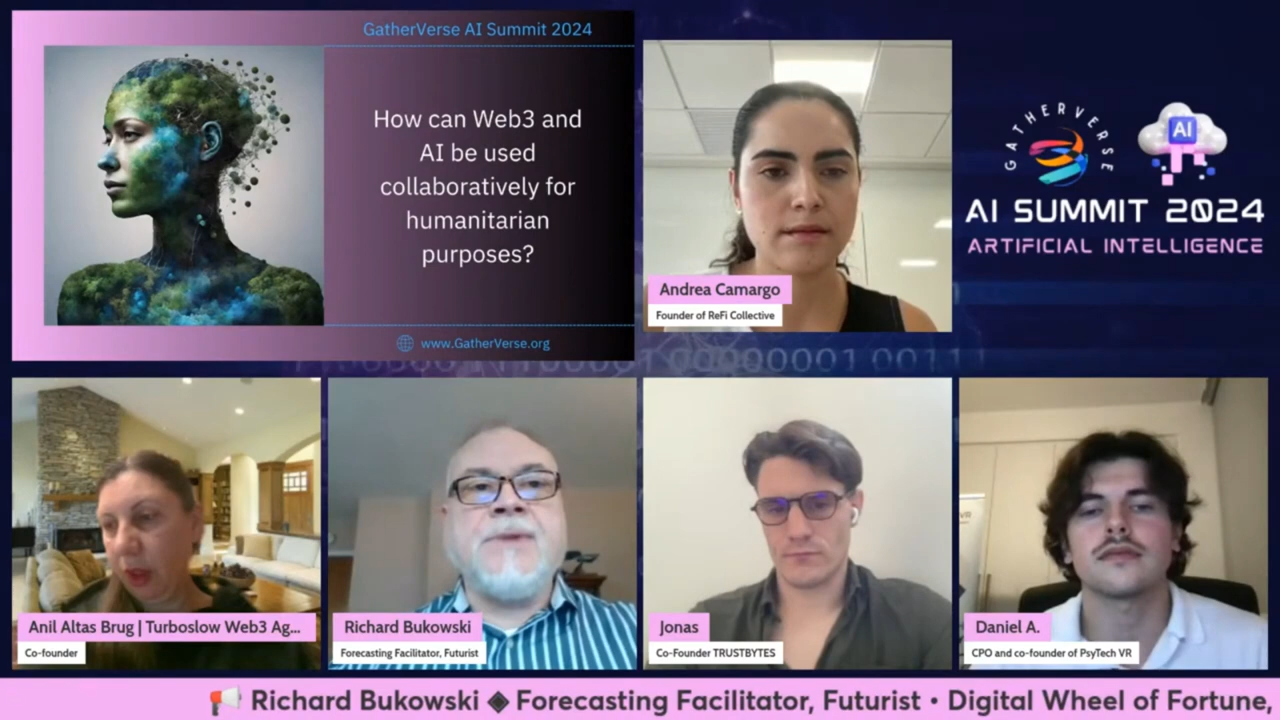 GatherVerse AI Summit 2024
How can Web3 and
AI be used
collaboratively for
humanitarian
purposes?
www.GatherVerse.org
Andrea Camargo
Founder of ReFi Collective
GATHERVERSE
AI
AI SUMMIT 2024
ARTIFICIAL INTELLIGENCE
Anil Altas Brug | Turboslow Web3 Ag...
Co-founder
Richard Bukowski
Forecasting Facilitator, Futurist
Jonas
Co-Founder TRUSTBYTES
Daniel A.
CPO and co-founder of PsyTech VR
Richard Bukowski ◈ Forecasting Facilitator, Futurist • Digital Wheel of Fortune,